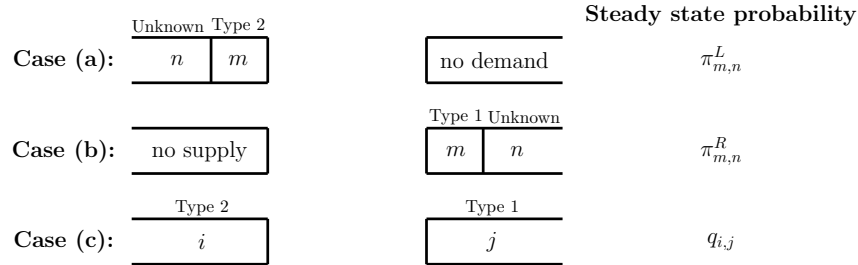 Steady state probability
Unknown Type 2
Case (a): n m no demand π^L_{m,n}
Type 1 Unknown
Case (b): no supply m n π^R_{m,n}
Type 2 Type 1
Case (c): i j q_{i,j}